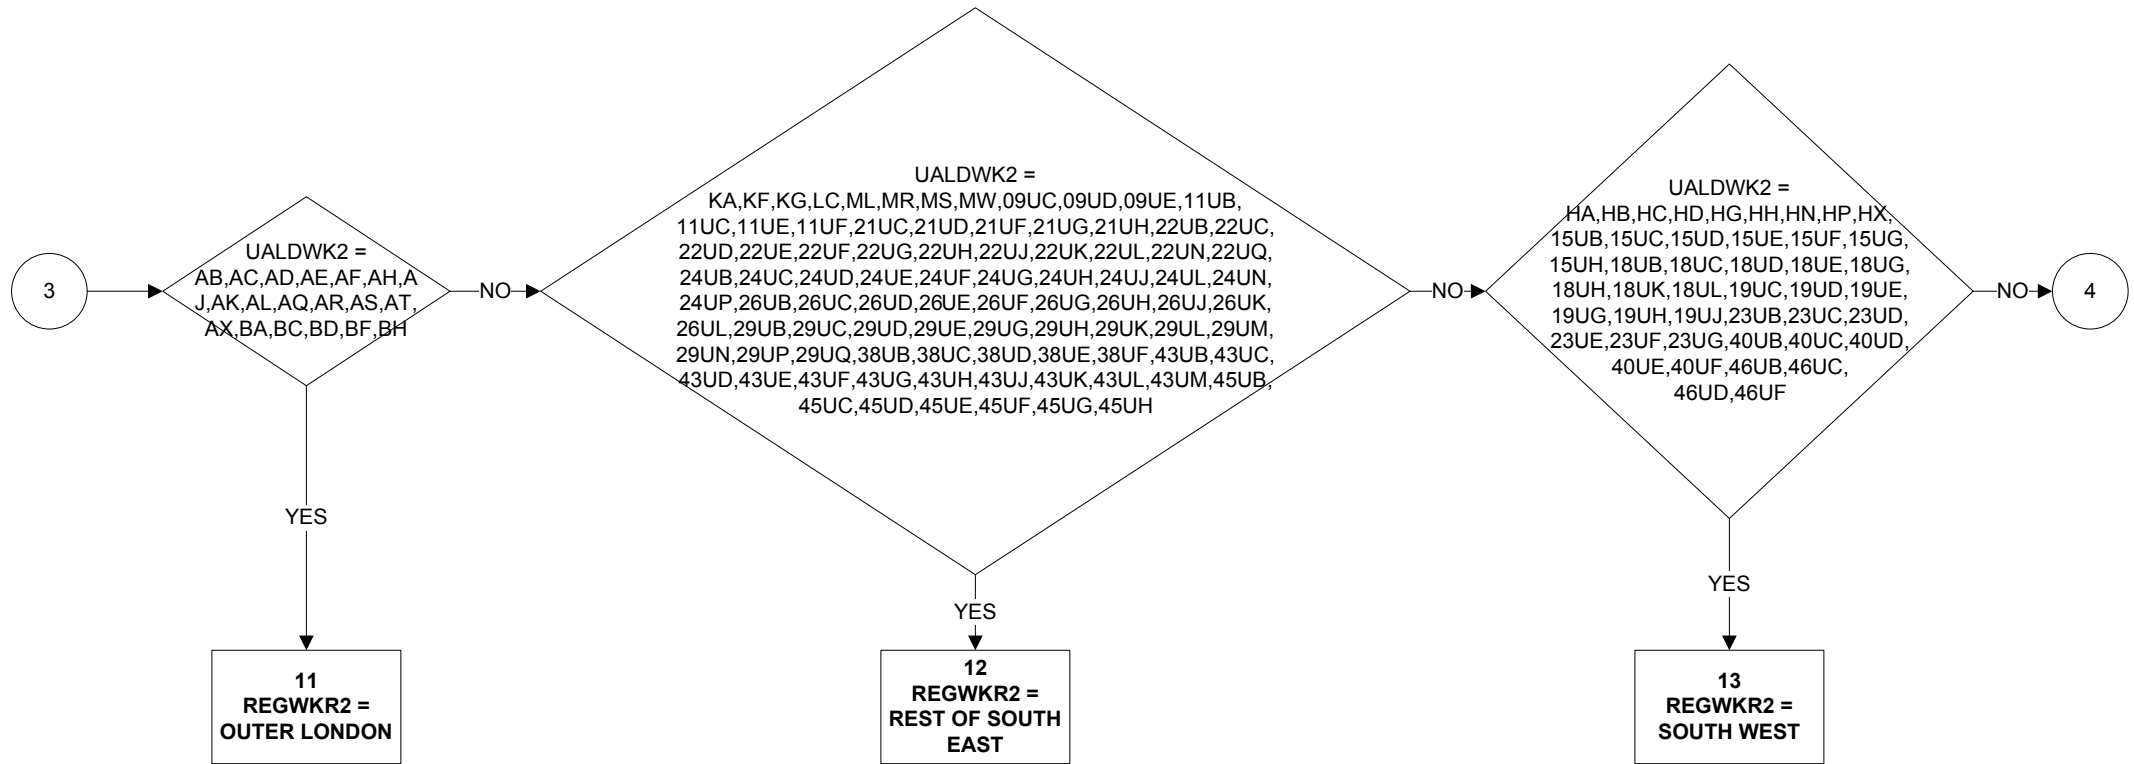 3
UALDWK2 =
AB,AC,AD,AE,AF,AH,A
J,AK,AL,AQ,AR,AS,AT,
AX,BA,BC,BD,BF,BH
NO
YES
11
REGWKR2 =
OUTER LONDON
UALDWK2 =
KA,KF,KG,LC,ML,MR,MS,MW,09UC,09UD,09UE,11UB,
11UC,11UE,11UF,21UC,21UD,21UF,21UG,21UH,22UB,22UC,
22UD,22UE,22UF,22UG,22UH,22UJ,22UK,22UL,22UN,22UQ,
24UB,24UC,24UD,24UE,24UF,24UG,24UH,24UJ,24UL,24UN,
24UP,26UB,26UC,26UD,26UE,26UF,26UG,26UH,26UJ,26UK,
26UL,29UB,29UC,29UD,29UE,29UG,29UH,29UK,29UL,29UM,
29UN,29UP,29UQ,38UB,38UC,38UD,38UE,38UF,43UB,43UC,
43UD,43UE,43UF,43UG,43UH,43UJ,43UK,43UL,43UM,45UB,
45UC,45UD,45UE,45UF,45UG,45UH
NO
YES
12
REGWKR2 =
REST OF SOUTH
EAST
UALDWK2 =
HA,HB,HC,HD,HG,HH,HN,HP,HX,
15UB,15UC,15UD,15UE,15UF,15UG,
15UH,18UB,18UC,18UD,18UE,18UG,
18UH,18UK,18UL,19UC,19UD,19UE,
19UG,19UH,19UJ,23UB,23UC,23UD,
23UE,23UF,23UG,40UB,40UC,40UD,
40UE,40UF,46UB,46UC,
46UD,46UF
NO
4
YES
13
REGWKR2 =
SOUTH WEST